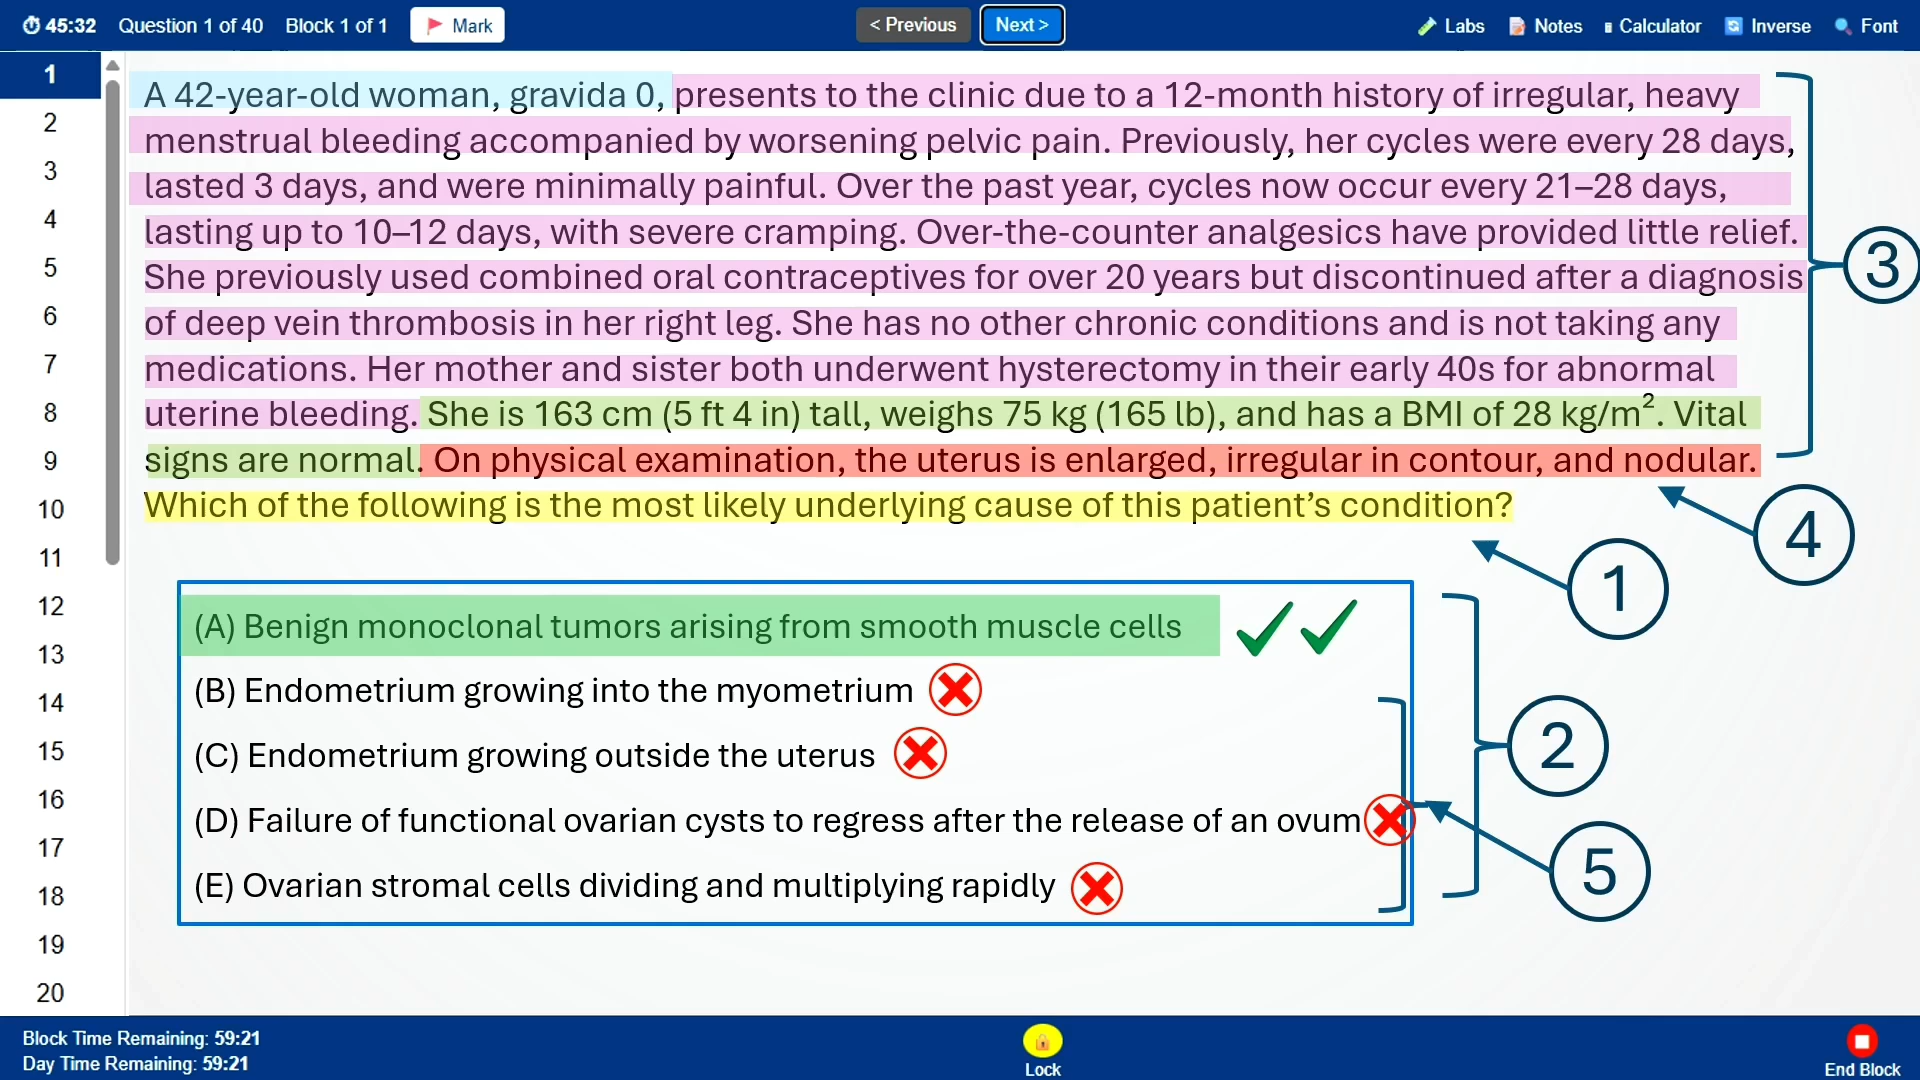 45:32 Question 1 of 40 Block 1 of 1 Mark < Previous Next > Labs Notes Calculator Inverse Font
1
2
3
4
5
6
7
8
9
10
11
12
13
14
15
16
17
18
19
20
A 42-year-old woman, gravida 0, presents to the clinic due to a 12-month history of irregular, heavy
menstrual bleeding accompanied by worsening pelvic pain. Previously, her cycles were every 28 days,
lasted 3 days, and were minimally painful. Over the past year, cycles now occur every 21–28 days,
lasting up to 10–12 days, with severe cramping. Over-the-counter analgesics have provided little relief.
She previously used combined oral contraceptives for over 20 years but discontinued after a diagnosis
of deep vein thrombosis in her right leg. She has no other chronic conditions and is not taking any
medications. Her mother and sister both underwent hysterectomy in their early 40s for abnormal
uterine bleeding. She is 163 cm (5 ft 4 in) tall, weighs 75 kg (165 lb), and has a BMI of 28 kg/m². Vital
signs are normal. On physical examination, the uterus is enlarged, irregular in contour, and nodular.
Which of the following is the most likely underlying cause of this patient’s condition?
3
4
1
(A) Benign monoclonal tumors arising from smooth muscle cells
(B) Endometrium growing into the myometrium
(C) Endometrium growing outside the uterus
(D) Failure of functional ovarian cysts to regress after the release of an ovum
(E) Ovarian stromal cells dividing and multiplying rapidly
2
5
Block Time Remaining: 59:21
Day Time Remaining: 59:21
Lock
End Block